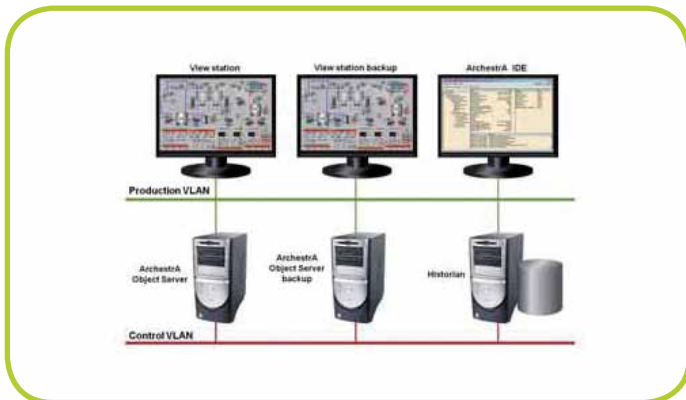 View station
View station backup
ArchestrA IDE
Production VLAN
ArchestrA
Object Server
ArchestrA
Object Server
backup
Historian
Control VLAN